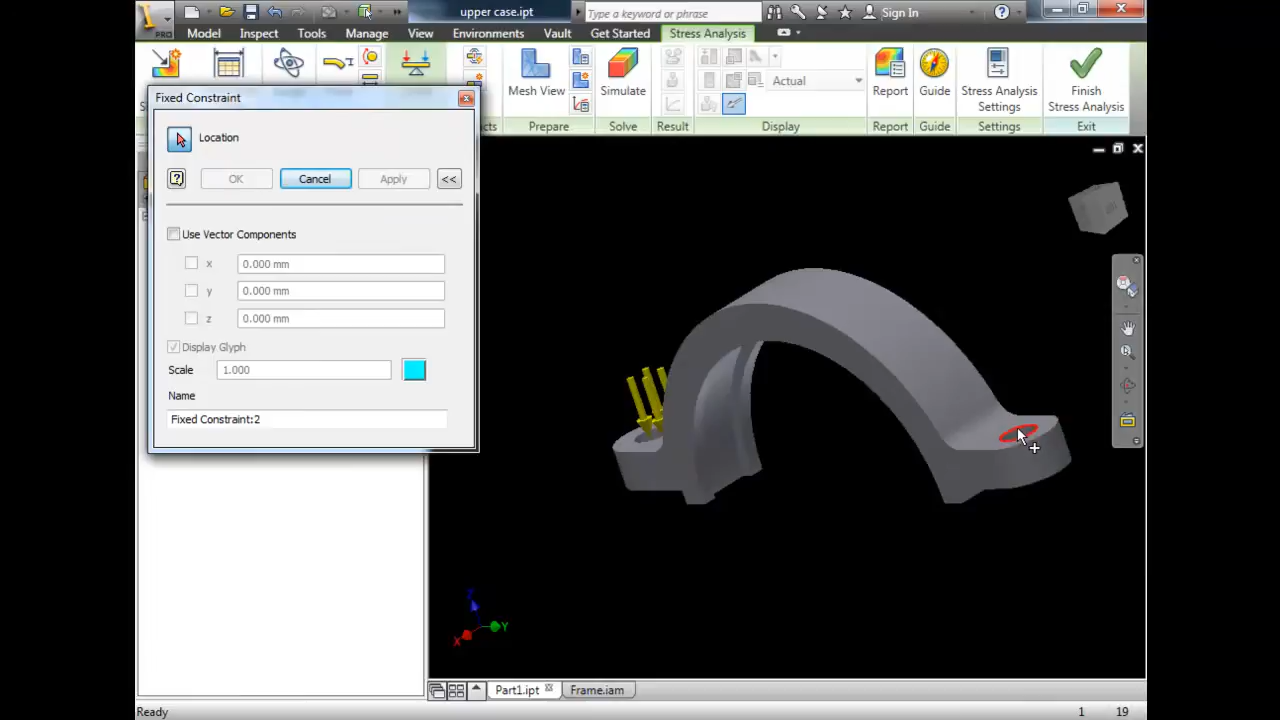 PRO
upper case.ipt
Type a keyword or phrase
Sign In
Model Inspect Tools Manage View Environments Vault Get Started Stress Analysis
Mesh View
Simulate
Actual
Report
Guide
Stress Analysis
Settings
Finish
Stress Analysis
Prepare Solve Result Display Report Guide Settings Exit
Fixed Constraint
Location
OK Cancel Apply <<
Use Vector Components
x 0.000 mm
y 0.000 mm
z 0.000 mm
Display Glyph
Scale 1.000
Name
Fixed Constraint:2
Z
X
Y
Part1.ipt Frame.iam
Ready 1 19